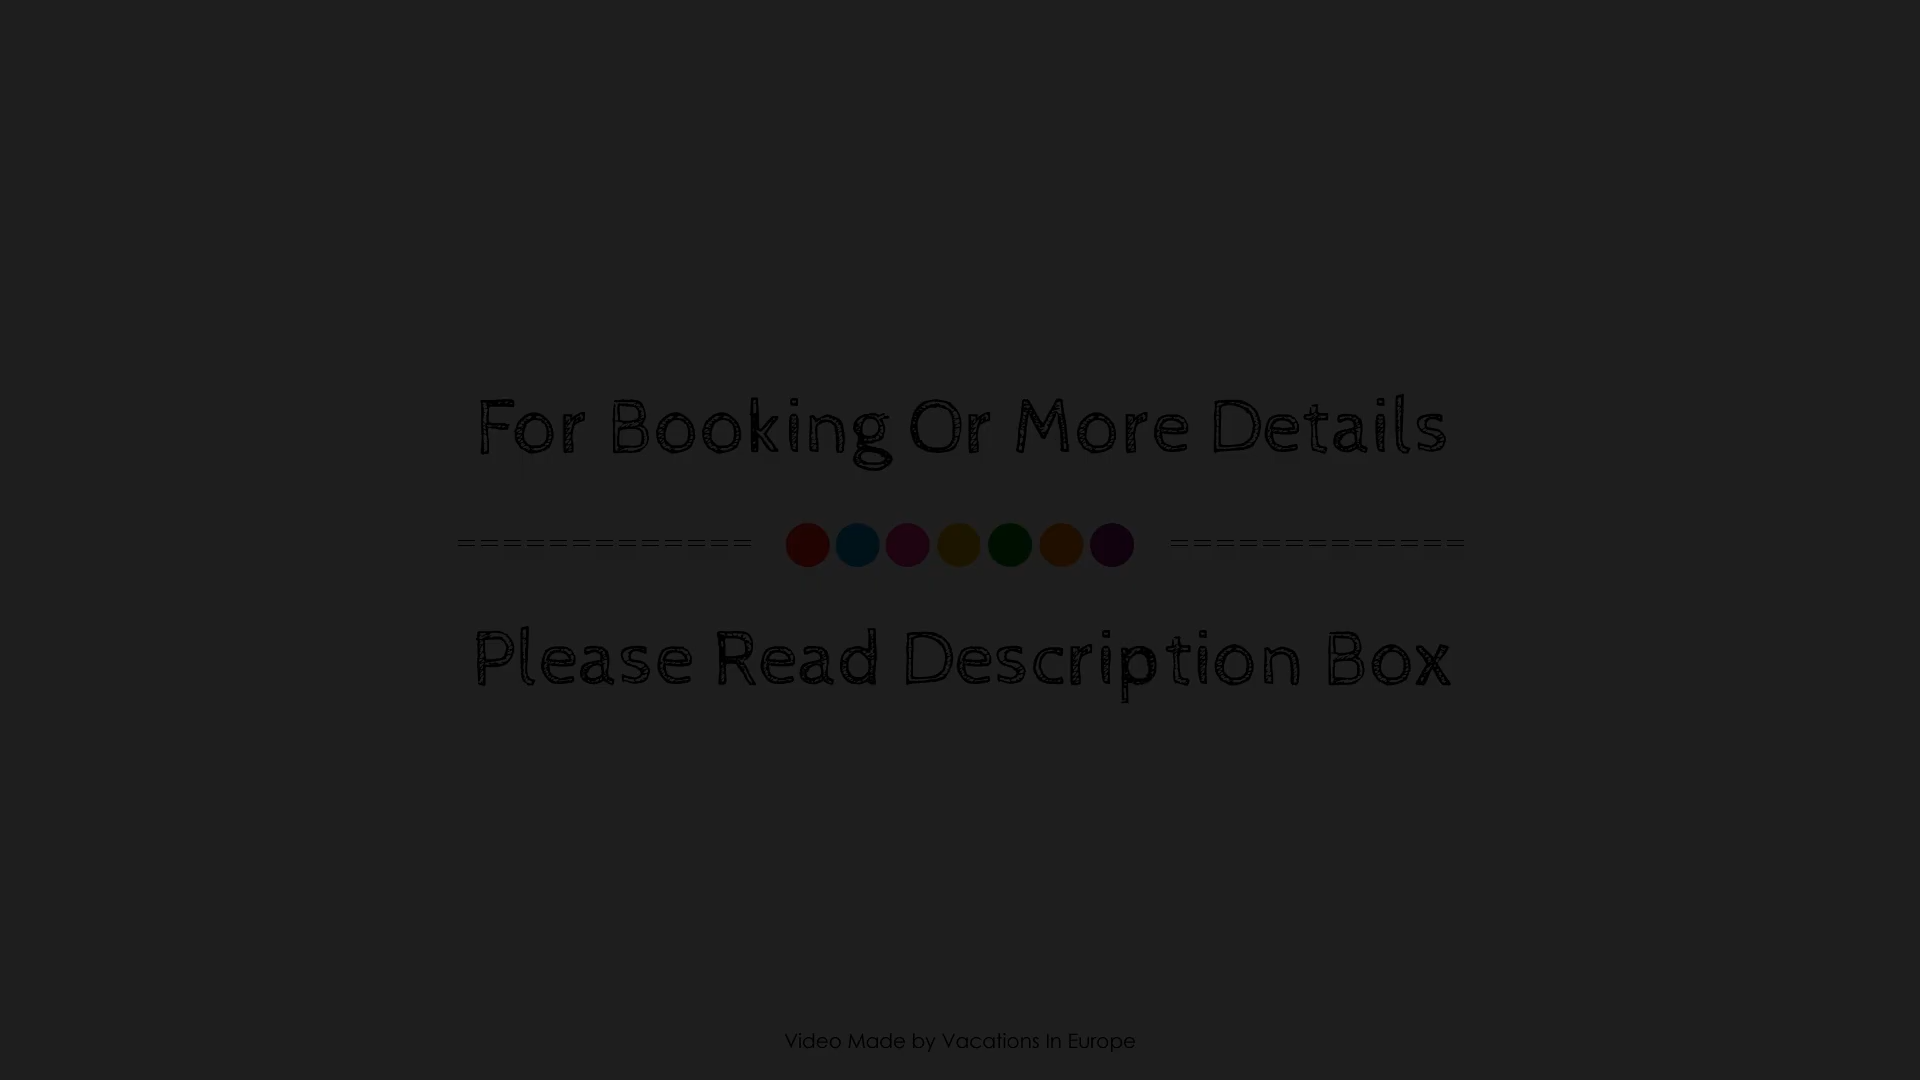 For Booking Or More Details
============= =============
Please Read Description Box
Video Made by Vacations In Europe